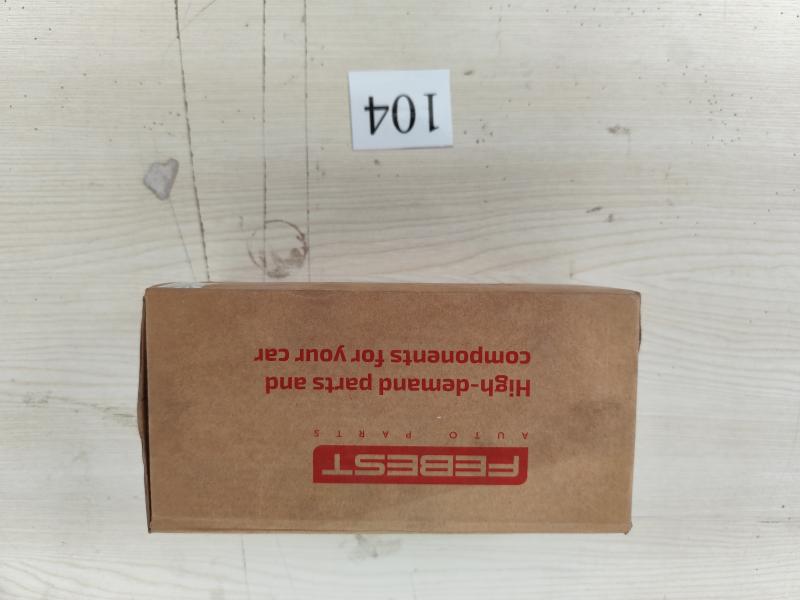 FEBEST
AUTO PARTS
High-demand parts and
components for your car
104